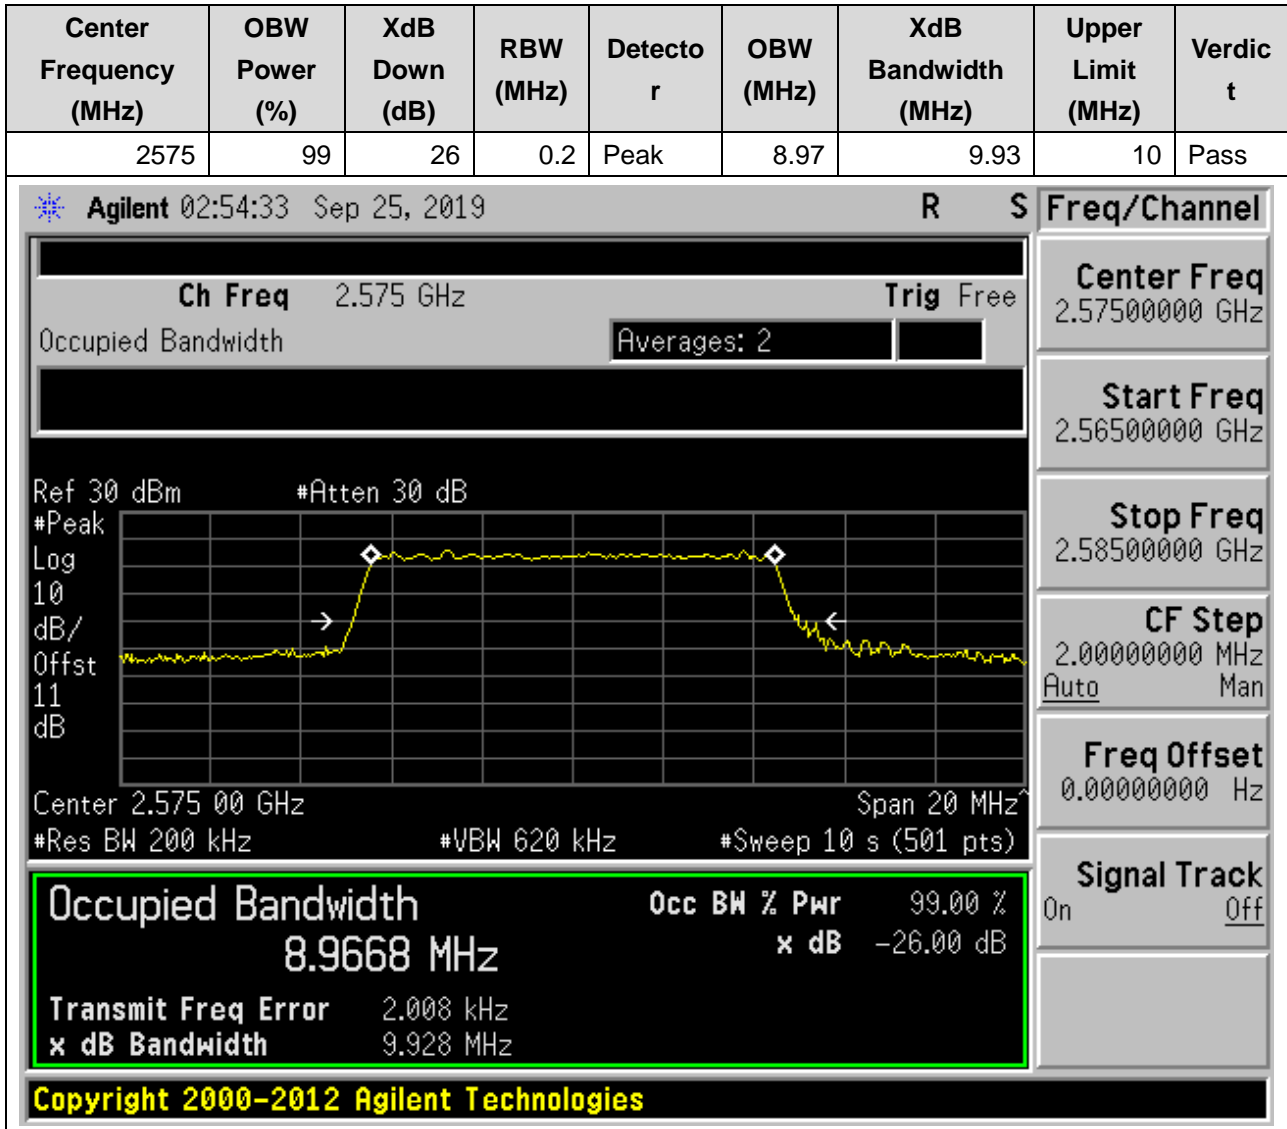 Center Frequency (MHz) OBW Power (%) XdB Down (dB) RBW (MHz) Detecto r OBW (MHz) XdB Bandwidth (MHz) Upper Limit (MHz) Verdic t
2575 99 26 0.2 Peak 8.97 9.93 10 Pass
Agilent 02:54:33 Sep 25, 2019 R S Freq/Channel
Ch Freq 2.575 GHz Trig Free
Occupied Bandwidth Averages: 2
Center Freq
2.57500000 GHz
Start Freq
2.56500000 GHz
Stop Freq
2.58500000 GHz
CF Step
2.00000000 MHz
Auto Man
Freq Offset
0.00000000 Hz
Signal Track
On Off
Ref 30 dBm #Atten 30 dB
#Peak
Log
10
dB/
Offst
11
dB
Center 2.575 00 GHz Span 20 MHz^
#Res BW 200 kHz #VBW 620 kHz #Sweep 10 s (501 pts)
Occupied Bandwidth Occ BW % Pwr 99.00 %
8.9668 MHz x dB -26.00 dB
Transmit Freq Error 2.008 kHz
x dB Bandwidth 9.928 MHz
Copyright 2000-2012 Agilent Technologies